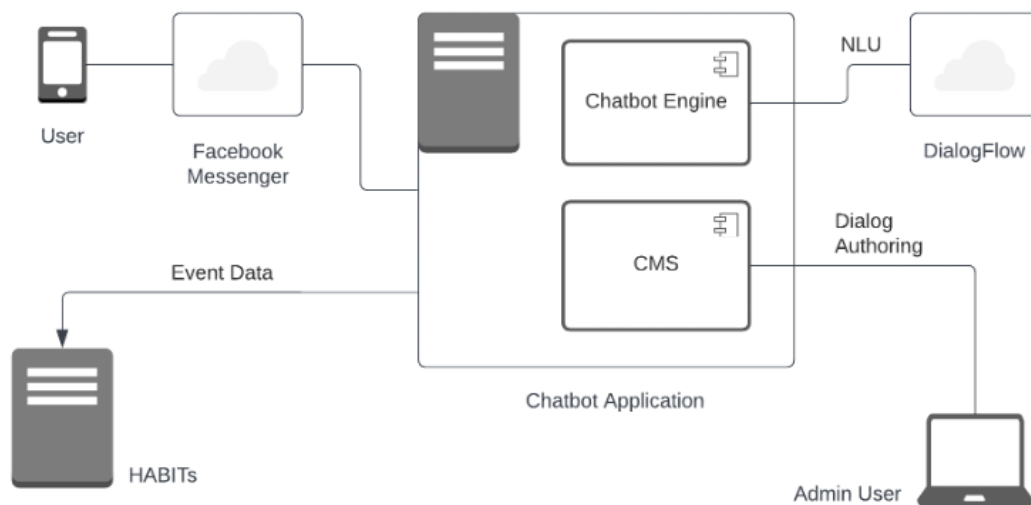 NLU
Chatbot Engine
User
Facebook
Messenger
DialogFlow
Dialog
Authoring
CMS
Event Data
Chatbot Application
HABITs
Admin User